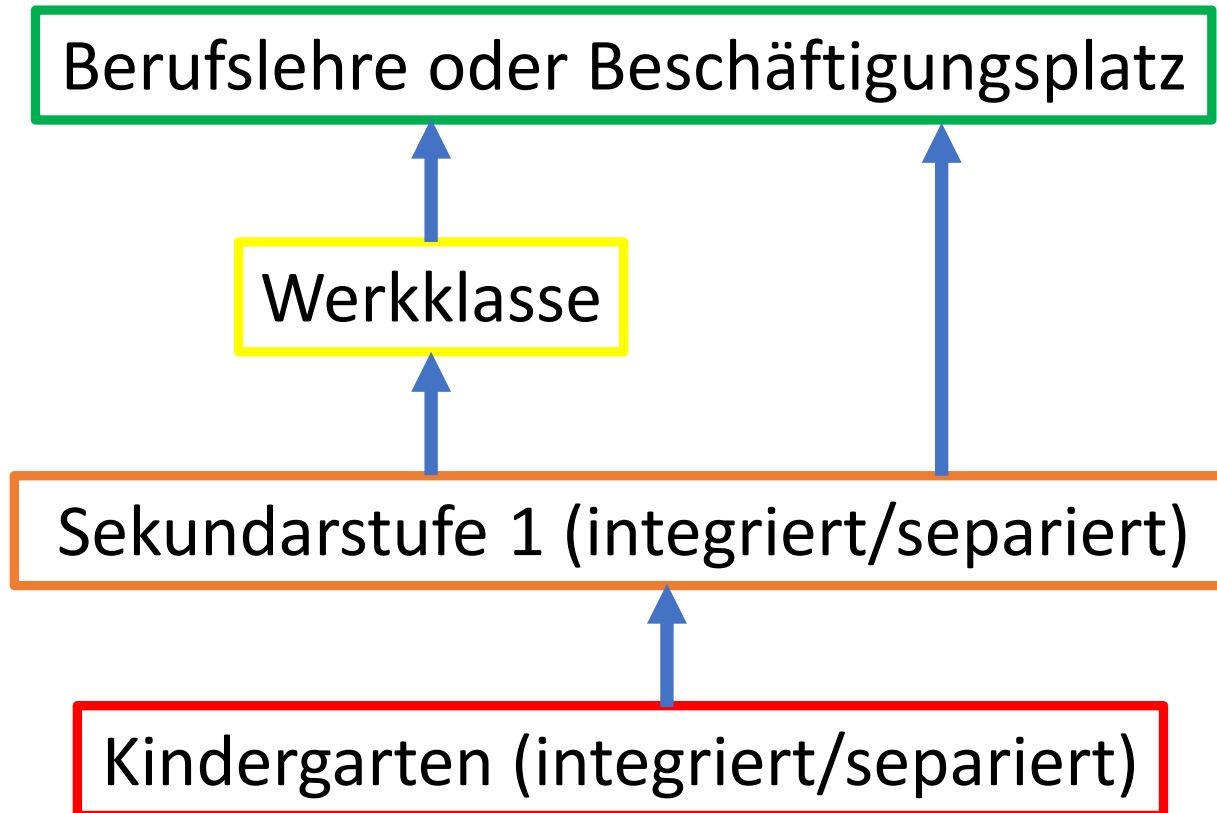 Berufslehre oder Beschäftigungsplatz
Werkklasse
Sekundarstufe 1 (integriert/separiert)
Kindergarten (integriert/separiert)